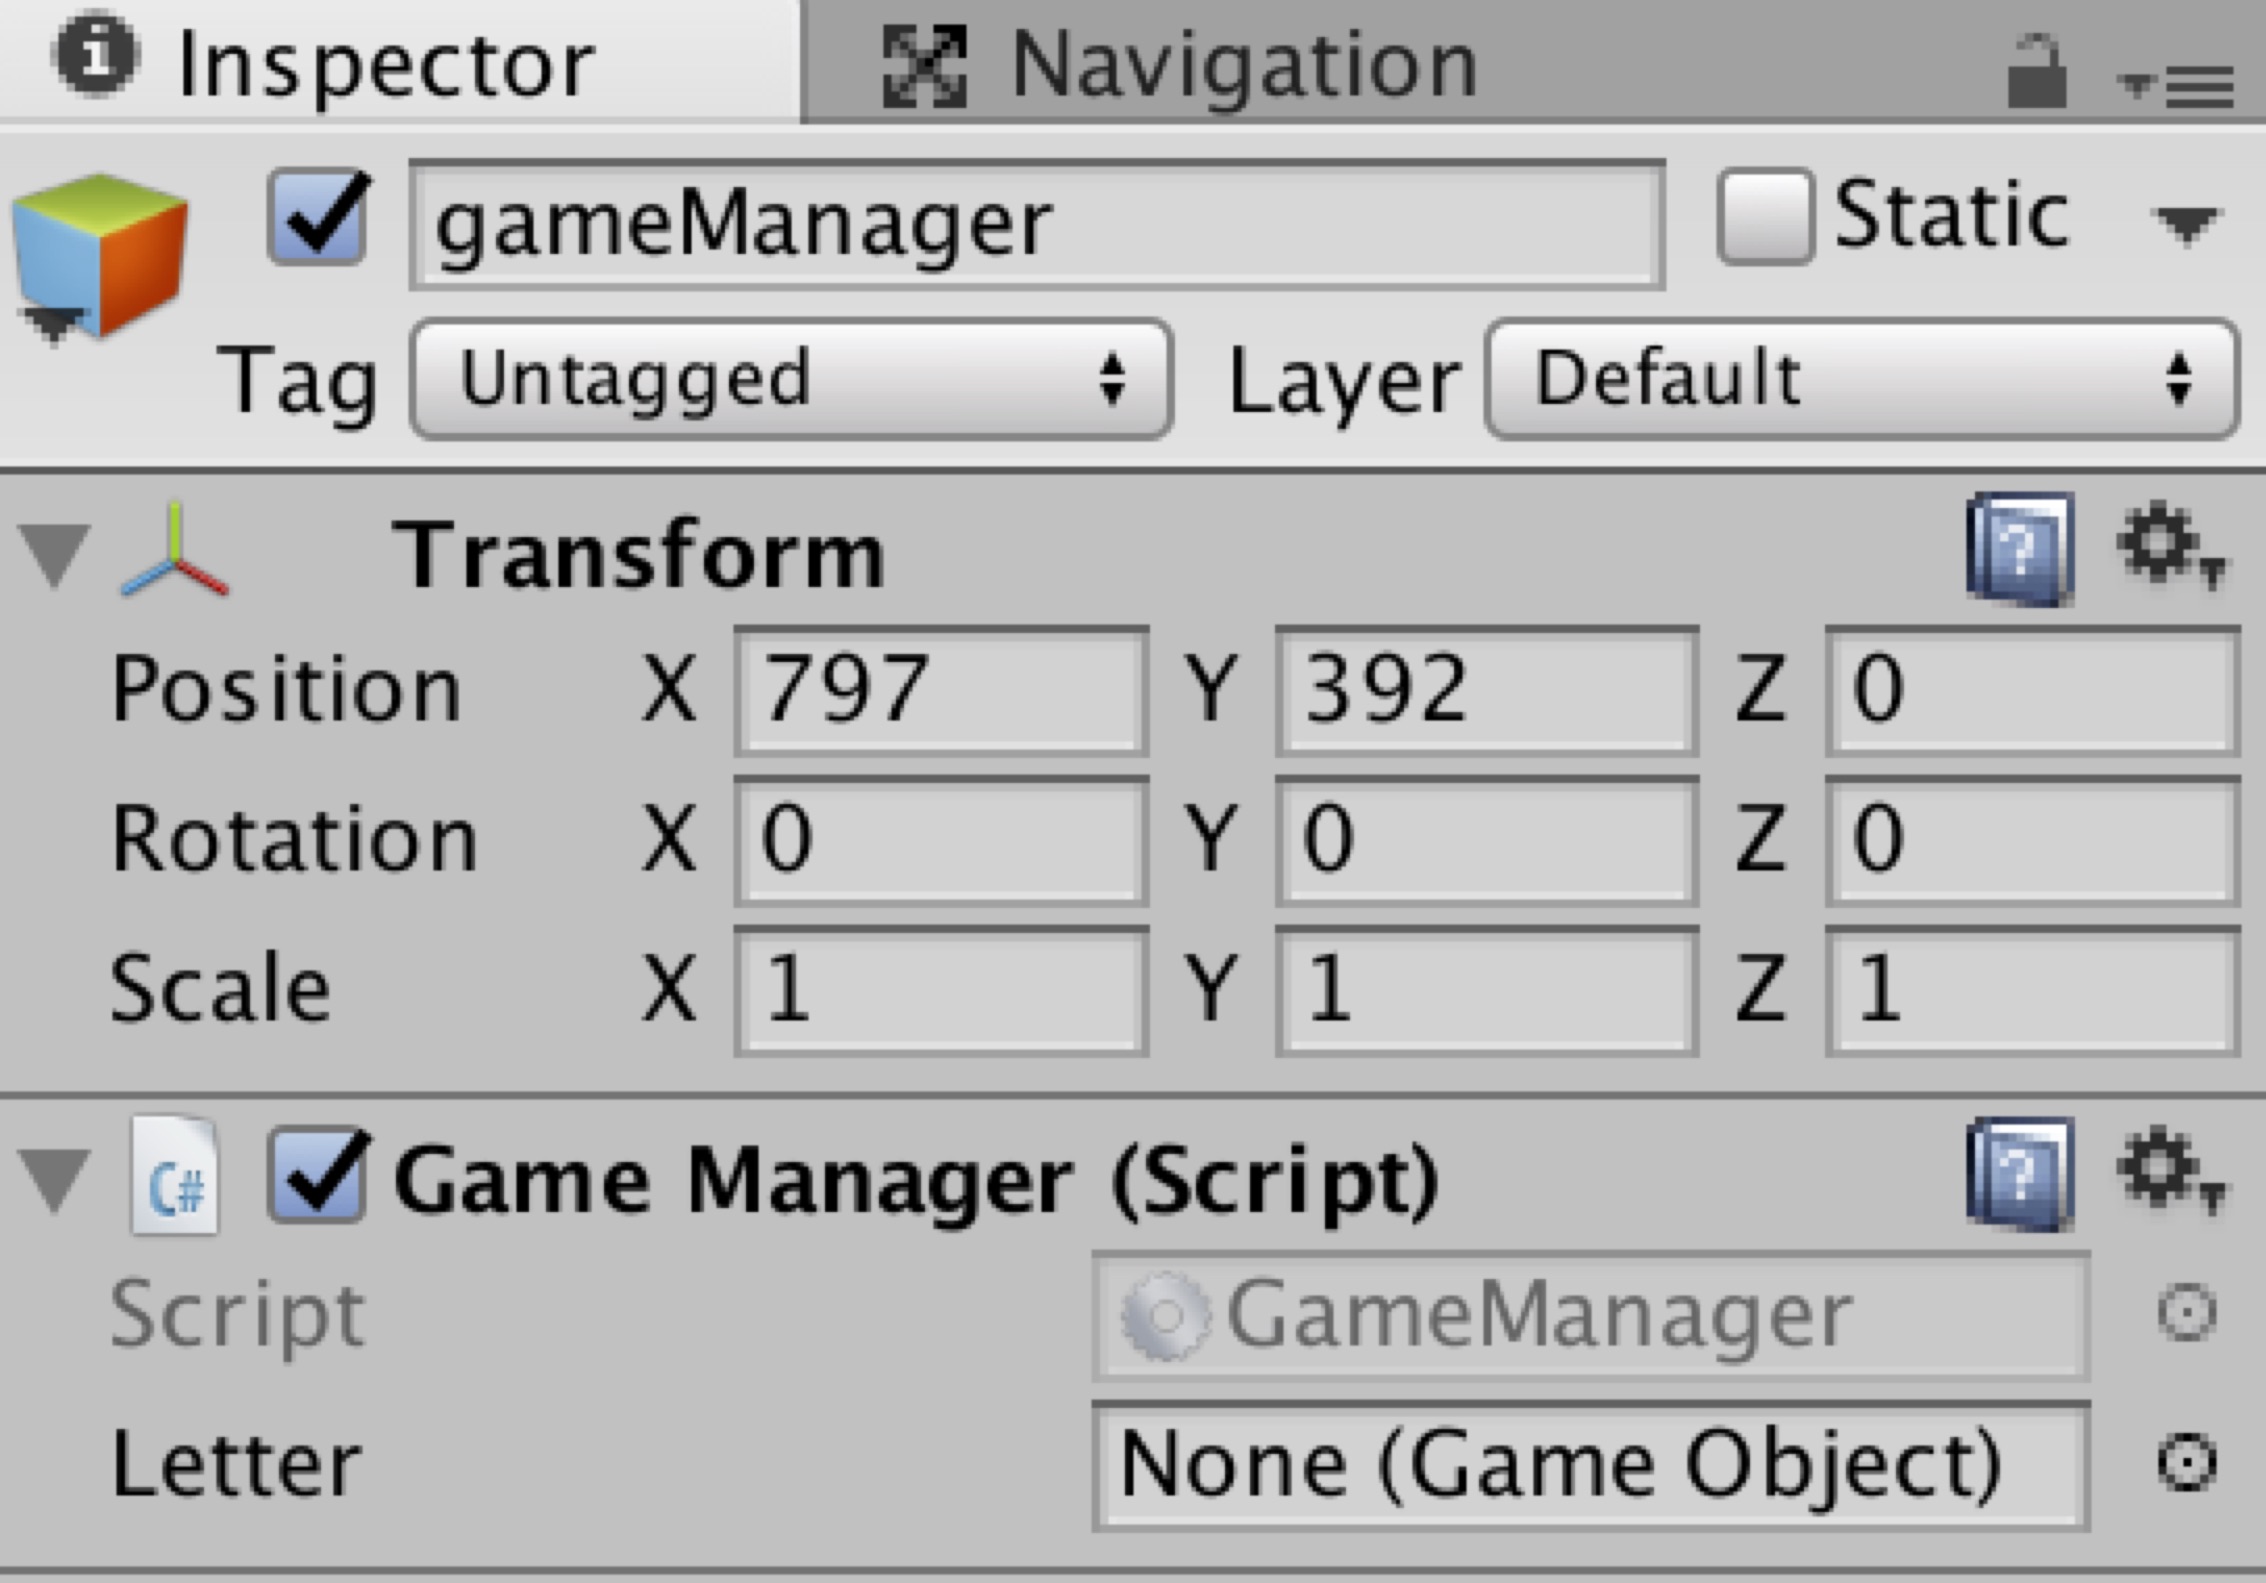 Inspector Navigation
gameManager Static
Tag Untagged Layer Default
Transform
Position X 797 Y 392 Z 0
Rotation X 0 Y 0 Z 0
Scale X 1 Y 1 Z 1
C# Game Manager (Script)
Script GameManager
Letter None (Game Object)